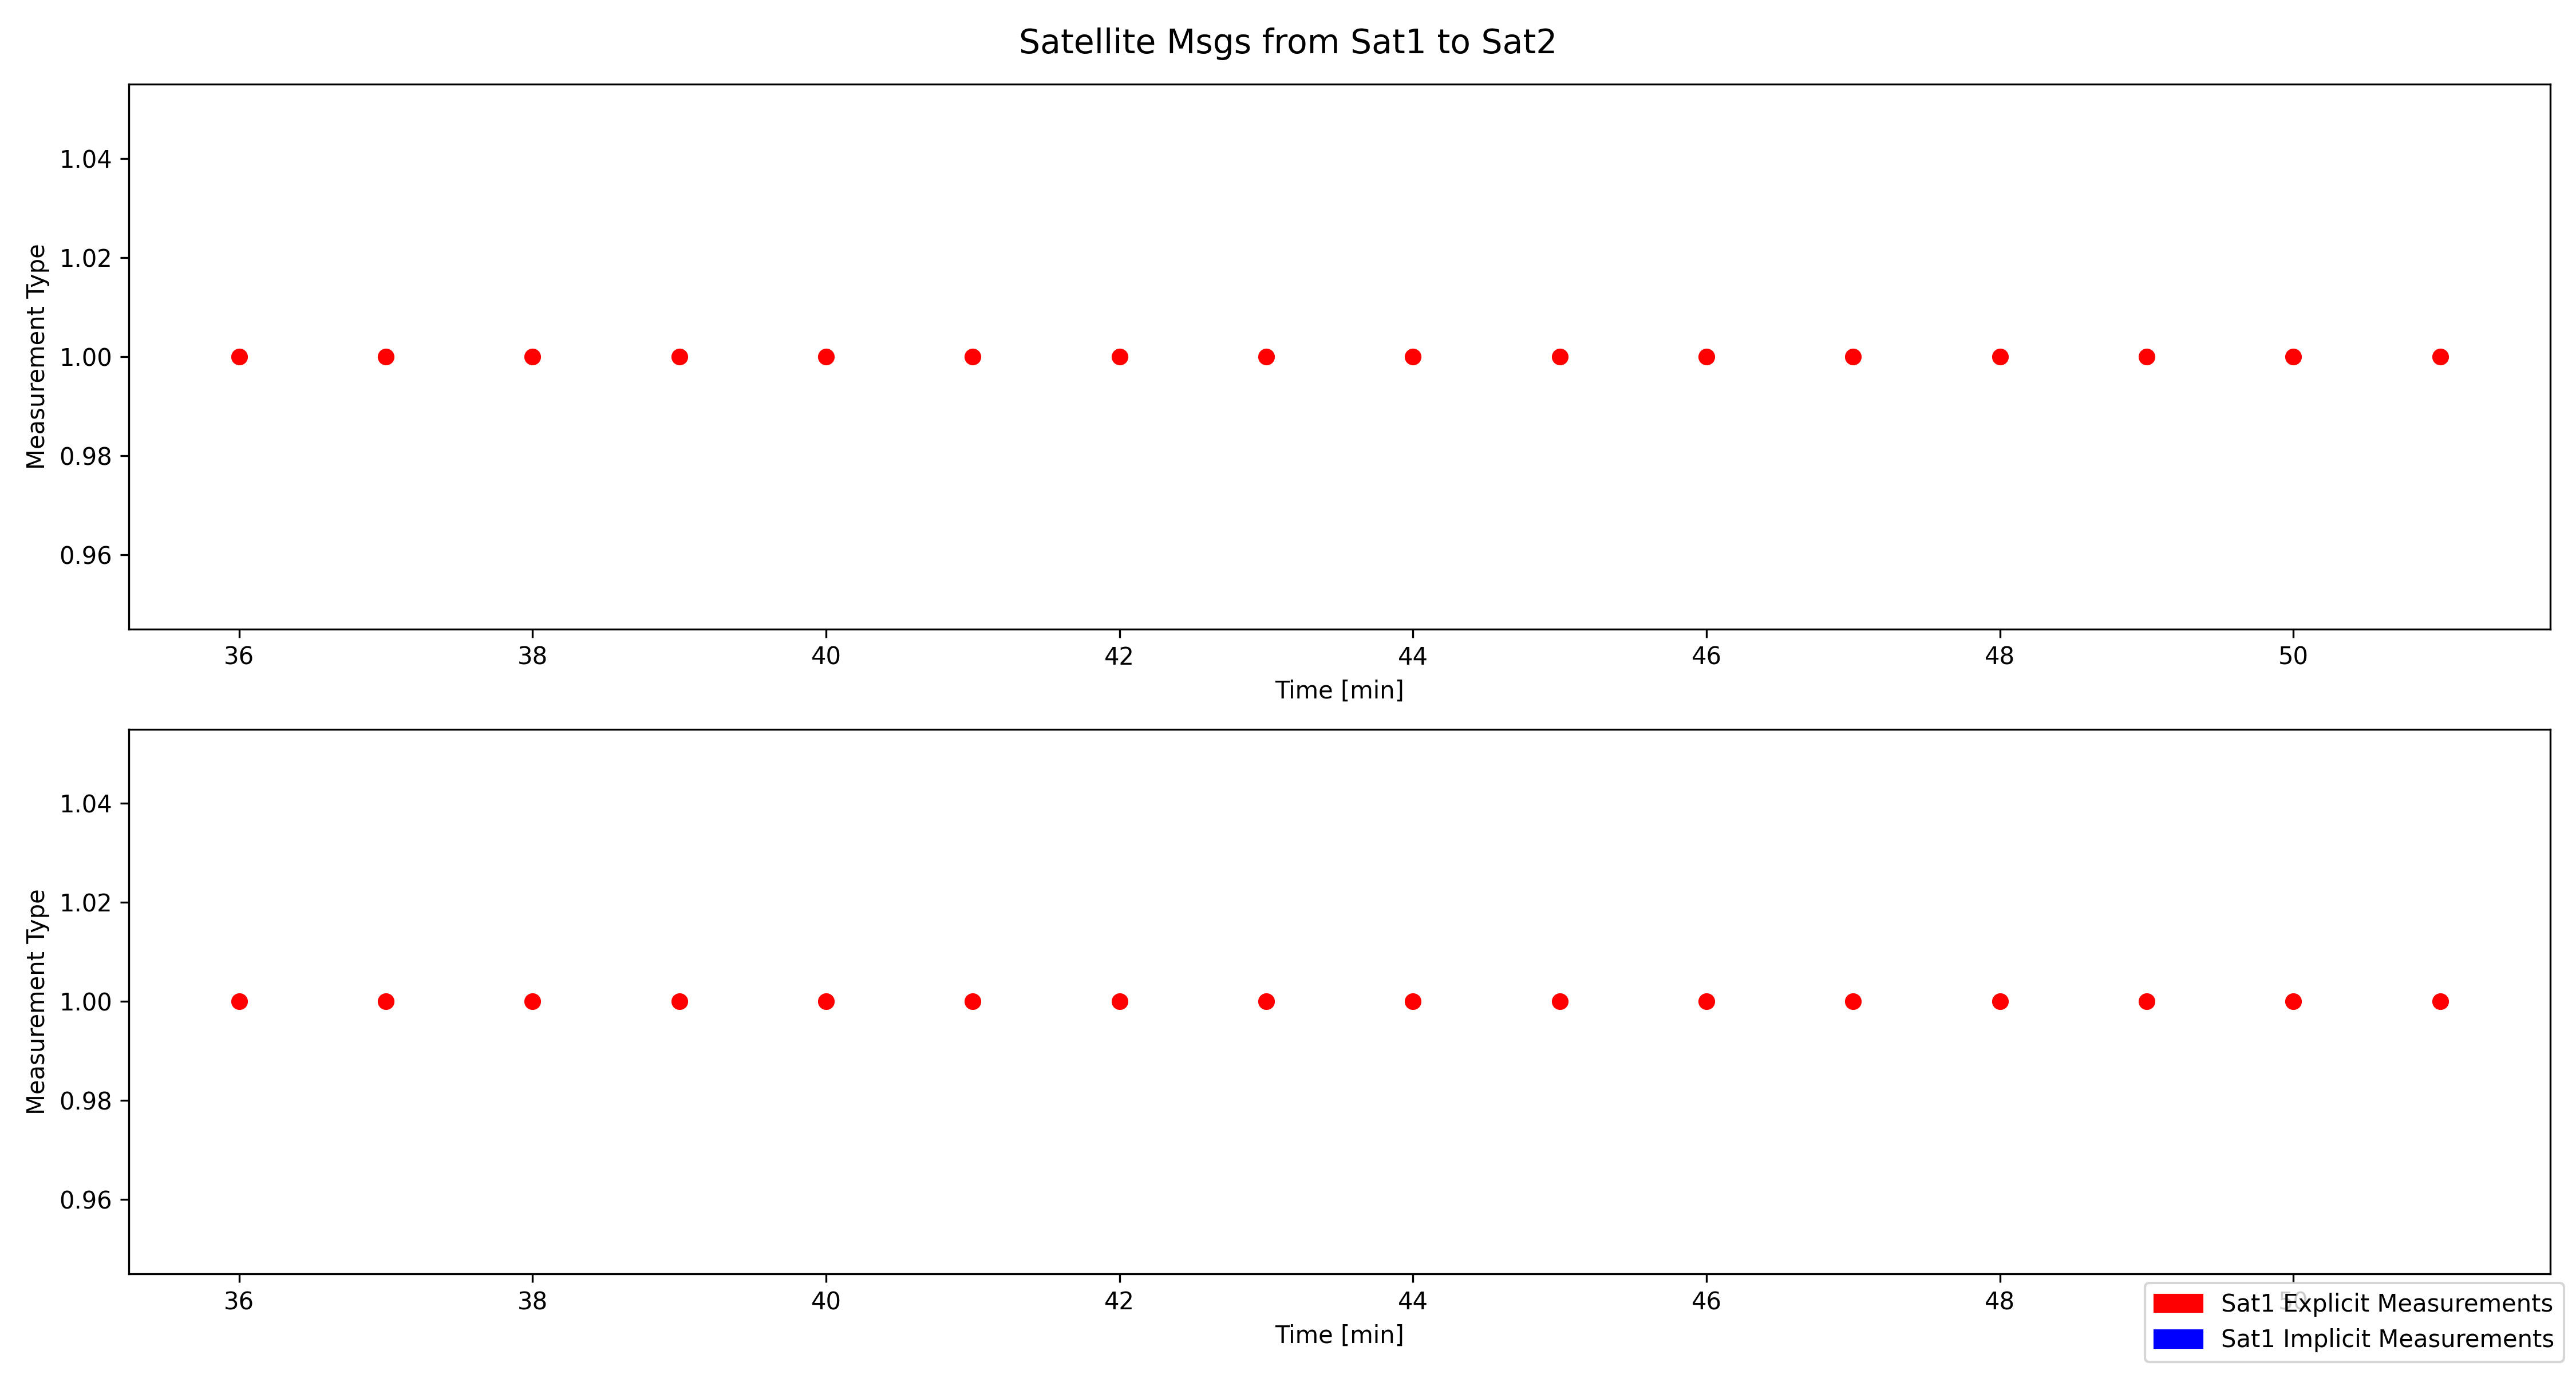 Satellite Msgs from Sat1 to Sat2
1.04
1.02
1.00
0.98
0.96
Measurement Type
36 38 40 42 44 46 48 50
Time [min]
1.04
1.02
1.00
0.98
0.96
Measurement Type
36 38 40 42 44 46 48 50
Time [min]
Sat1 Explicit Measurements
Sat1 Implicit Measurements